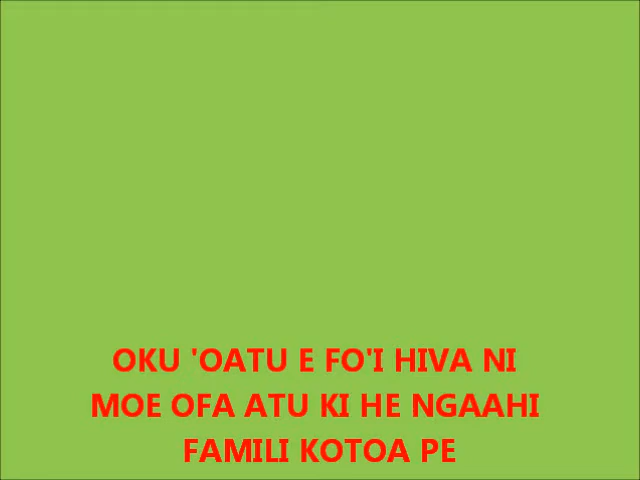 OKU 'OATU E FO'I HIVA NI
MOE OFA ATU KI HE NGAAHI
FAMILI KOTOA PE